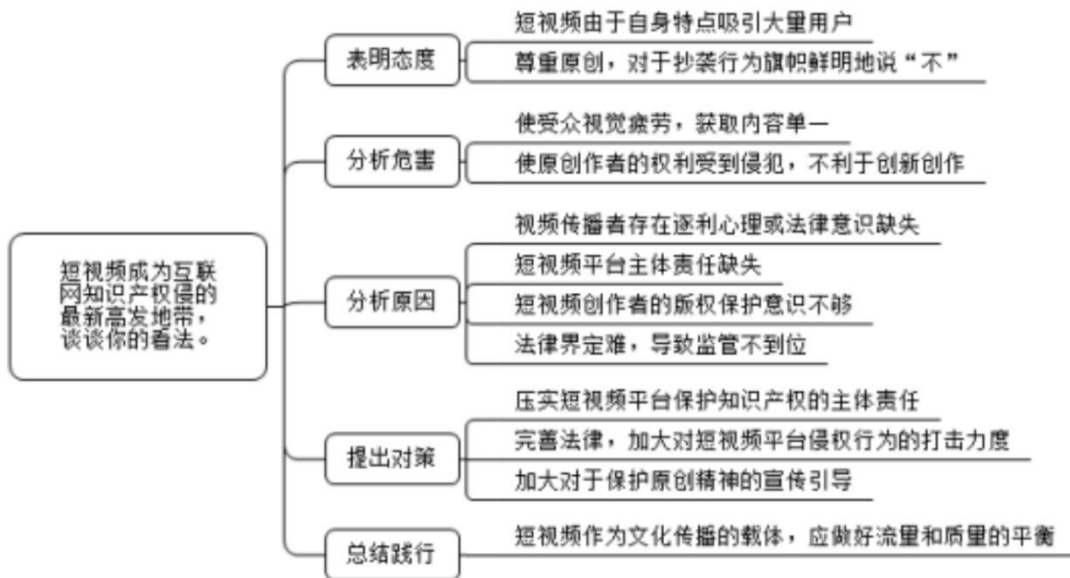 短视频成为互联
网知识产权侵的
最新高发地带，
谈谈你的看法。
表明态度
短视频由于自身特点吸引大量用户
尊重原创，对于抄袭行为旗帜鲜明地说“不”
分析危害
使受众视觉疲劳，获取内容单一
使原创作者的权利受到侵犯，不利于创新创作
分析原因
视频传播者存在逐利心理或法律意识缺失
短视频平台主体责任缺失
短视频创作者的版权保护意识不够
法律界定难，导致监管不到位
提出对策
压实短视频平台保护知识产权的主体责任
完善法律，加大对短视频平台侵权行为的打击力度
加大对于保护原创精神的宣传引导
总结践行
短视频作为文化传播的载体，应做好流量和质量的平衡